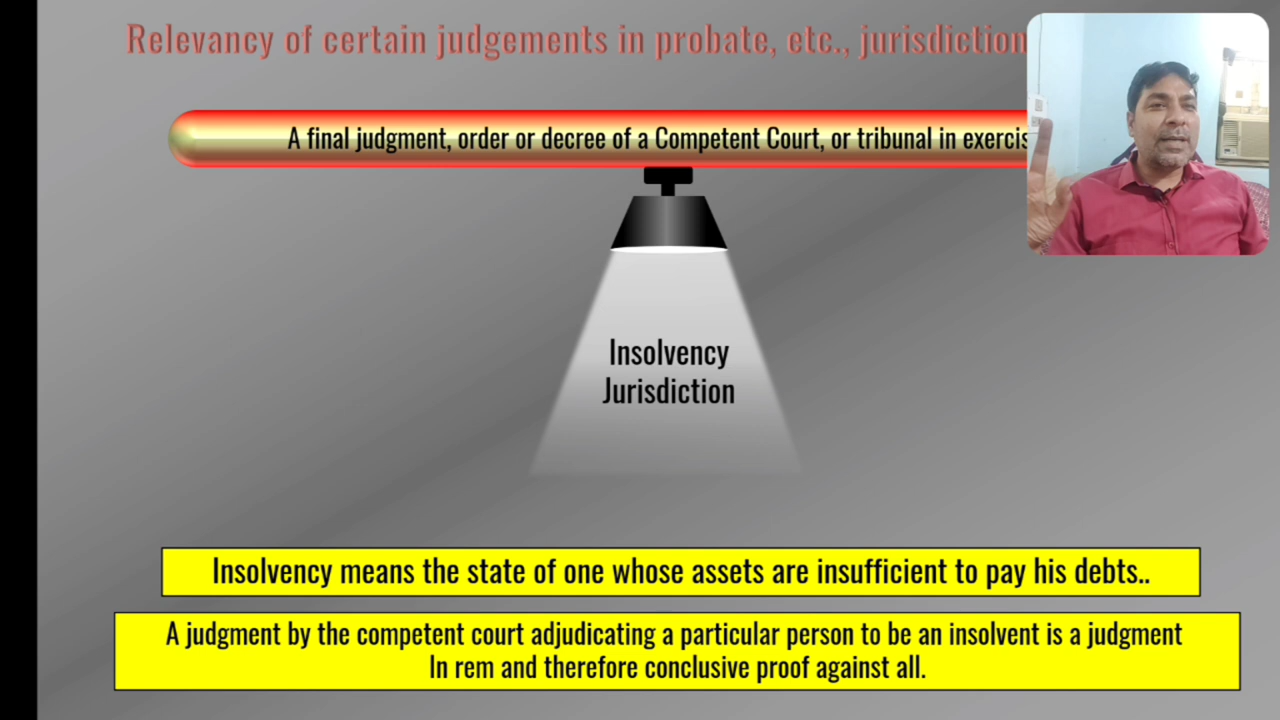 Relevancy of certain judgements in probate, etc., jurisdiction
A final judgment, order or decree of a Competent Court, or tribunal in
Insolvency
Jurisdiction
Insolvency means the state of one whose assets are insufficient to pay his debts..
A judgment by the competent court adjudicating a particular person to be an insolvent is a judgment
In rem and therefore conclusive proof against all.